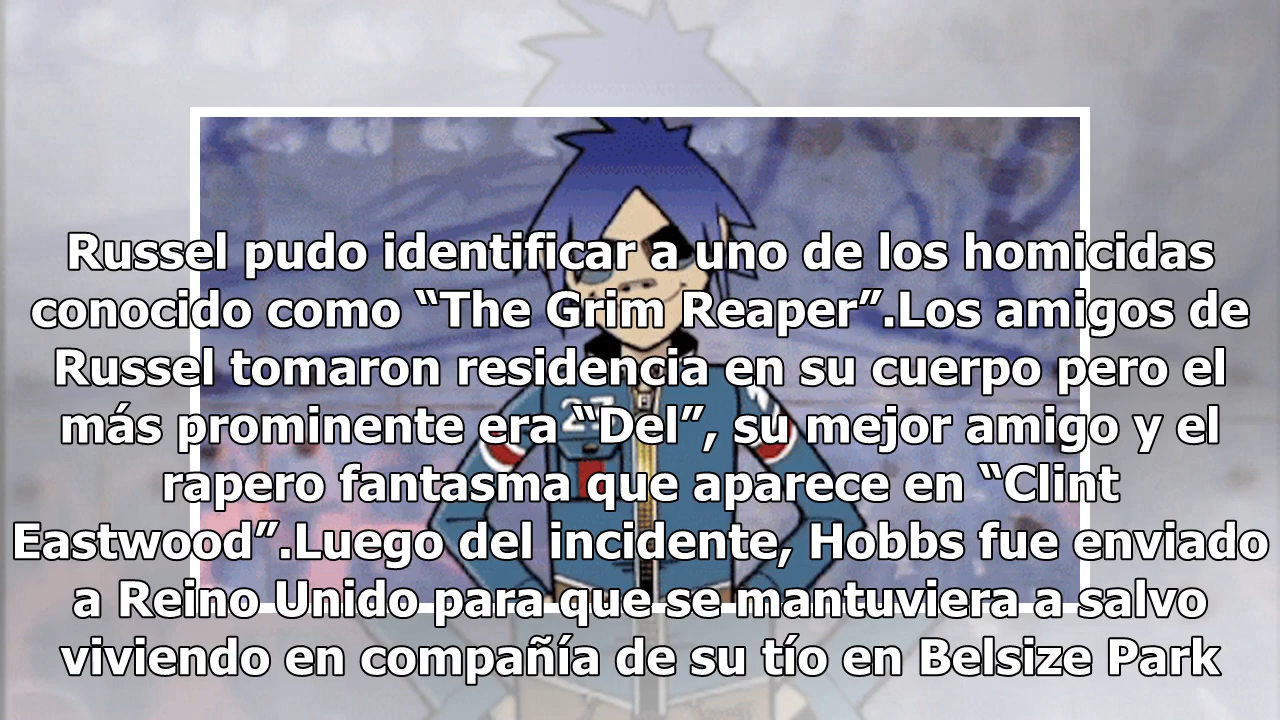 Russel pudo identificar a uno de los homicidas
conocido como “The Grim Reaper”.Los amigos de
Russel tomaron residencia en su cuerpo pero el
más prominente era “Del”, su mejor amigo y el
rapero fantasma que aparece en “Clint
Eastwood”.Luego del incidente, Hobbs fue enviado
a Reino Unido para que se mantuviera a salvo
viviendo en compañía de su tío en Belsize Park
27